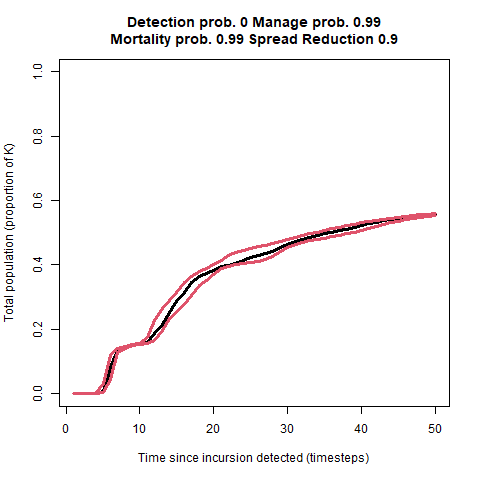 Detection prob. 0 Manage prob. 0.99
Mortality prob. 0.99 Spread Reduction 0.9
Total population (proportion of K)
1.0
0.8
0.6
0.4
0.2
0.0
0 10 20 30 40 50
Time since incursion detected (timesteps)